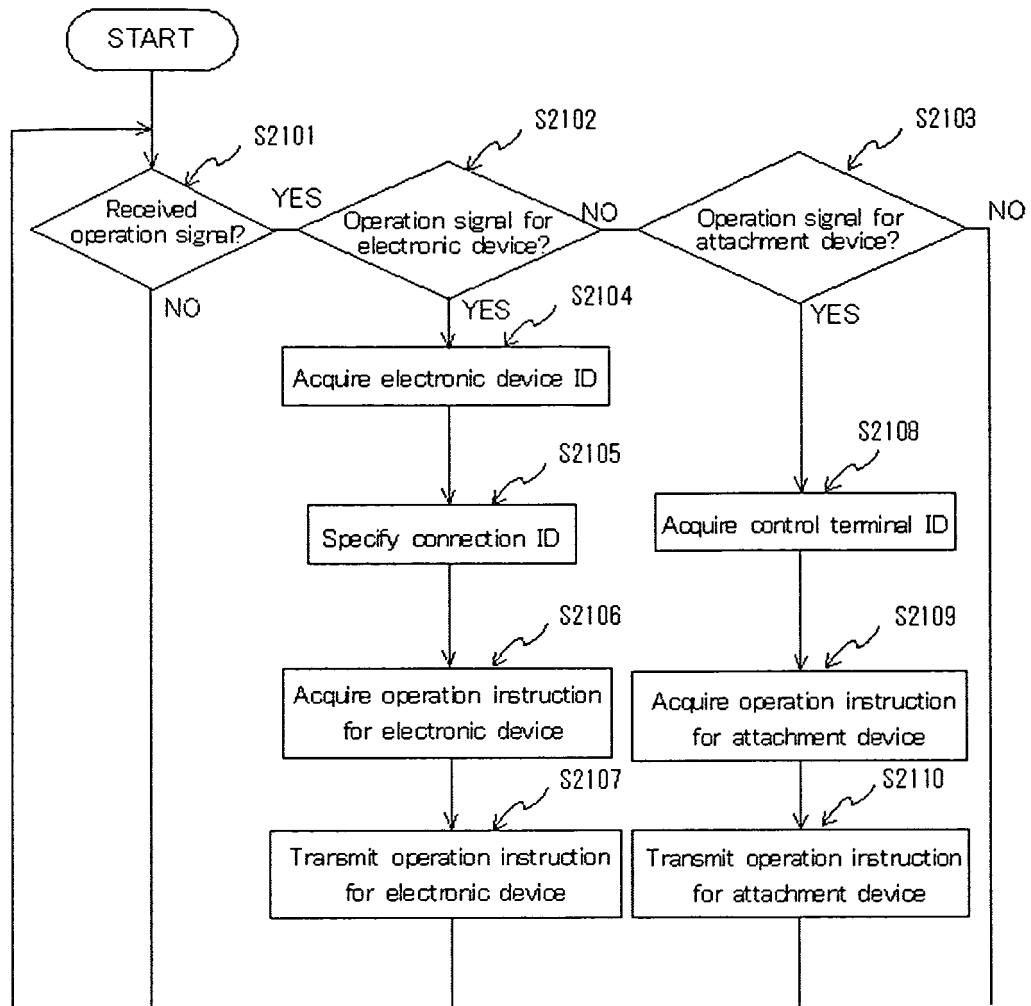 START
S2101
S2102
S2103
Received
operation signal?
YES
Operation signal for
electronic device?
NO
Operation signal for
attachment device?
NO
NO
YES
S2104
YES
Acquire electronic device ID
S2105
S2108
Specify connection ID
Acquire control terminal ID
S2106
S2109
Acquire operation instruction
for electronic device
Acquire operation instruction
for attachment device
S2107
S2110
Transmit operation instruction
for electronic device
Transmit operation instruction
for attachment device